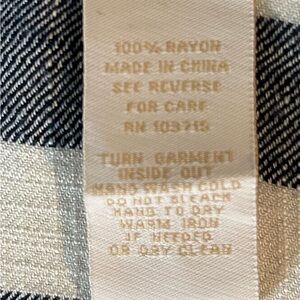 100% RAYON
MADE IN CHINA
SEE REVERSE
FOR CARE
RN 103715
TURN GARMENT
INSIDE OUT
HAND WASH COLD
DO NOT BLEACH
HANG TO DRY
WARM IRON
IF NEEDED
OR DRY CLEAN